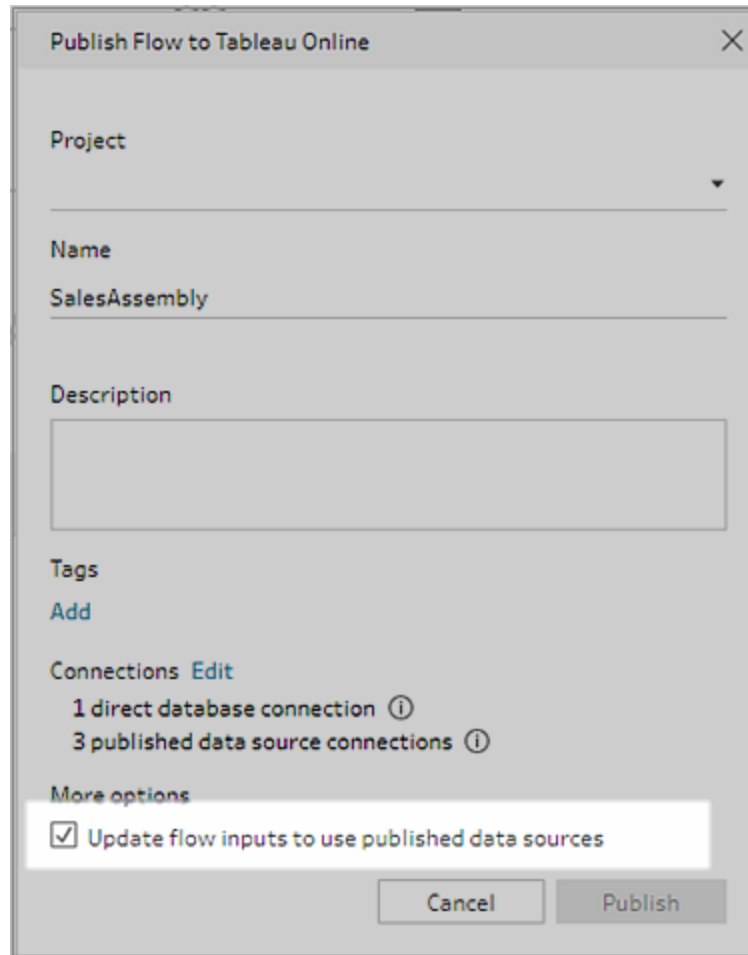 Publish Flow to Tableau Online
Project
Name
SalesAssembly
Description
Tags
Add
Connections Edit
1 direct database connection
3 published data source connections
More options
Update flow inputs to use published data sources
Cancel Publish